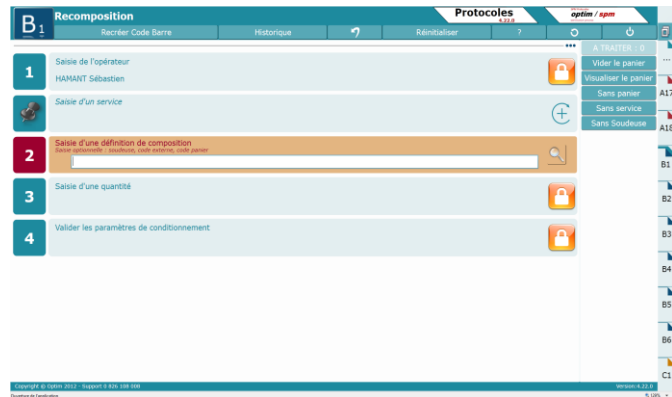 B1
Recomposition
Protocoles
4.22.0
optim / spm
Recréer Code Barre
Historique
Réinitialiser
?
A TRAITER : 0
Vider le panier
Visualiser le panier
Sans panier
Sans service
Sans Soudeuse
1
Saisie de l'opérateur
HAMANT Sébastien
Saisie d'un service
2
Saisie d'une définition de composition
Saisie optionnelle : soudeuse, code externe, code panier
3
Saisie d'une quantité
4
Valider les paramètres de conditionnement
...
A17
A18
B1
B2
B3
B4
B5
B6
C1
Copyright © Optim 2012 - Support 0 826 108 008
Version 4.22.0